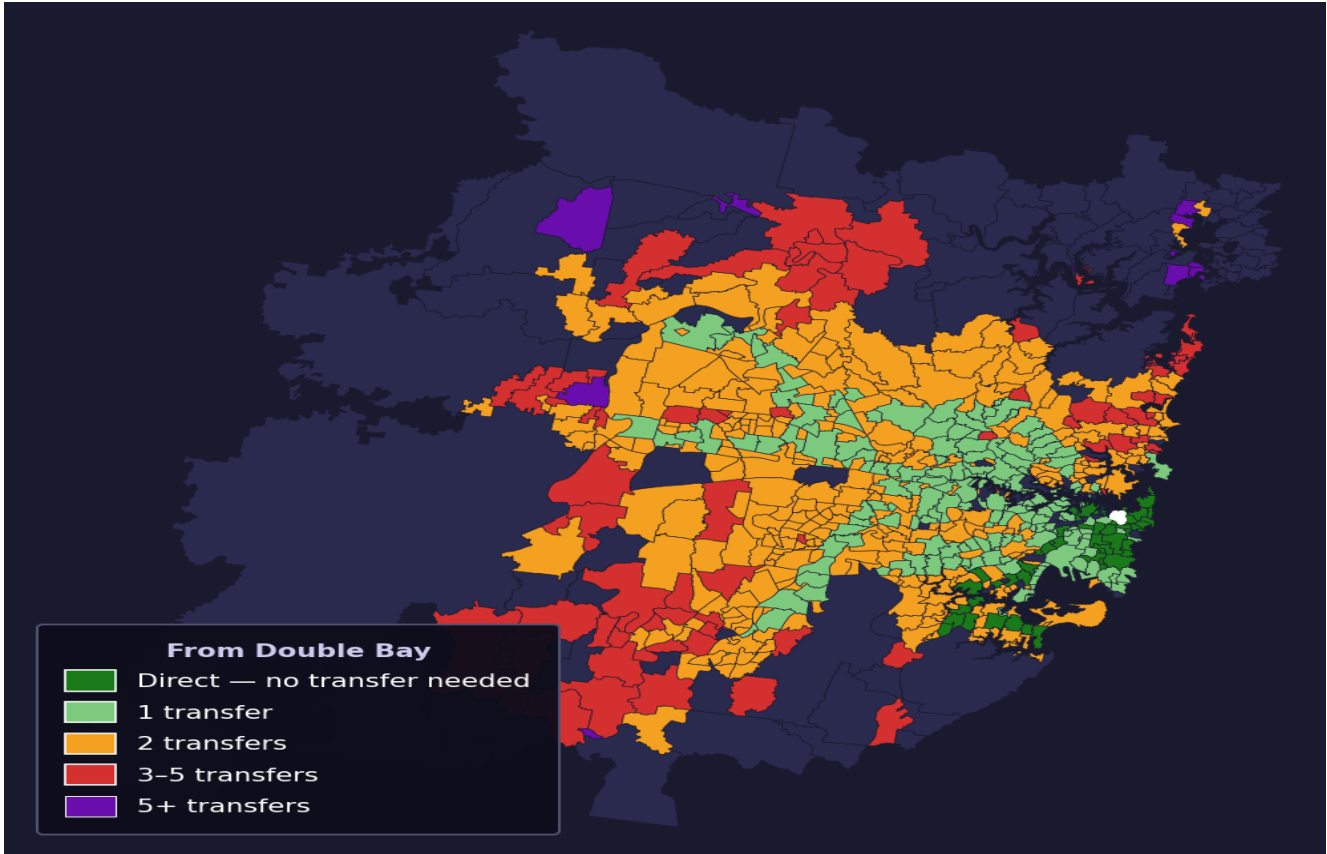 From Double Bay
Direct — no transfer needed
1 transfer
2 transfers
3–5 transfers
5+ transfers